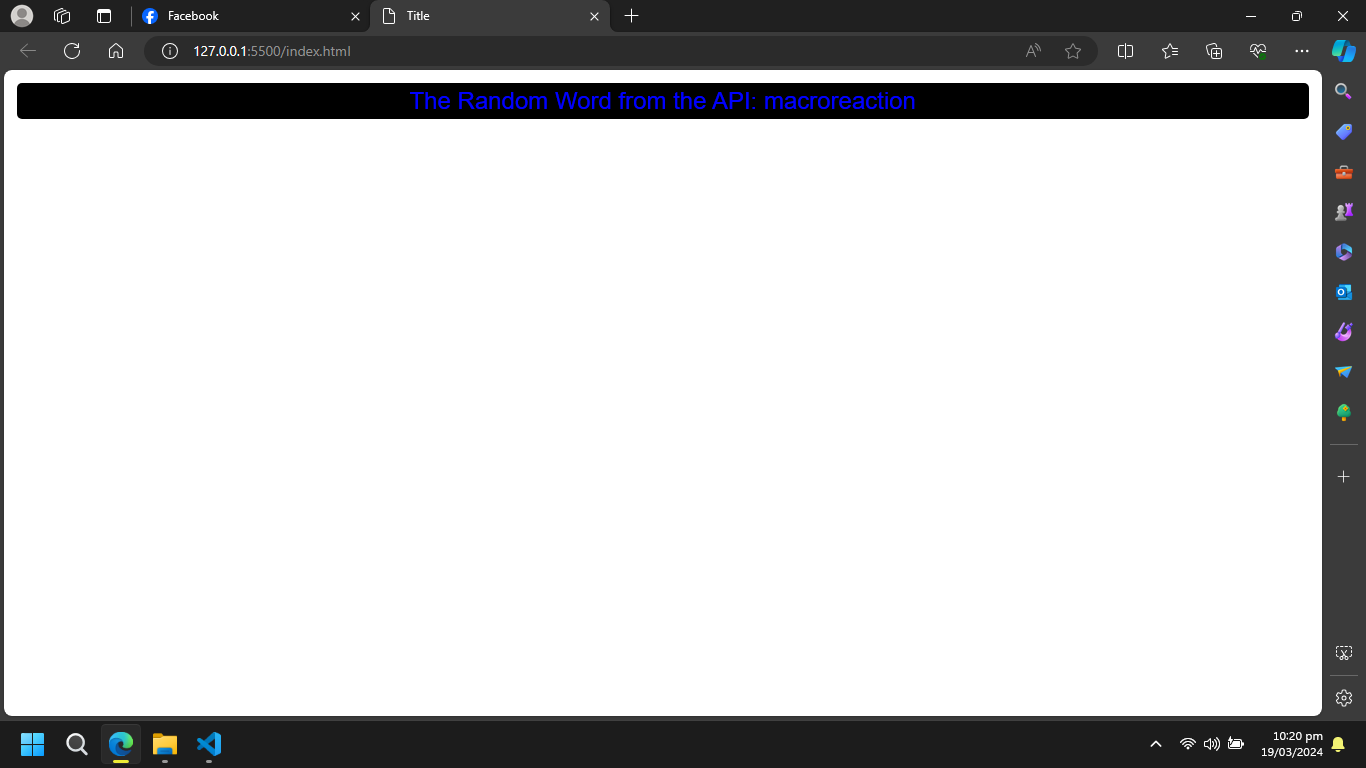 Facebook
Title
127.0.0.1:5500/index.html
The Random Word from the API: macroreaction
10:20 pm
19/03/2024